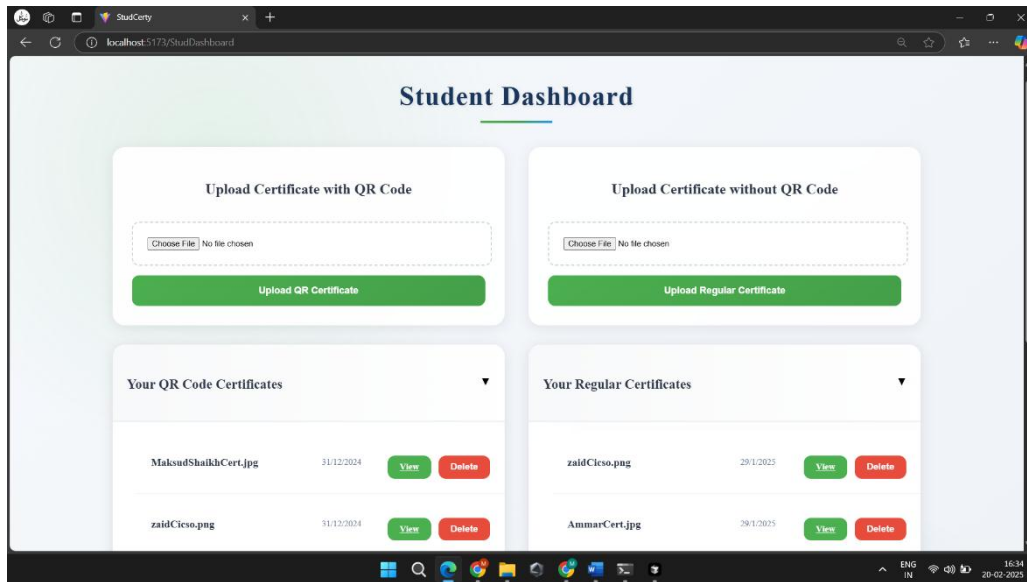 StudCerty
localhost:5173/StudDashboard
Student Dashboard
Upload Certificate with QR Code
Choose File No file chosen
Upload QR Certificate
Upload Certificate without QR Code
Choose File No file chosen
Upload Regular Certificate
Your QR Code Certificates ▼
MaksudShaikhCert.jpg 31/12/2024 View Delete
zaidCicso.png 31/12/2024 View Delete
Your Regular Certificates ▼
zaidCicso.png 29/1/2025 View Delete
AmmarCert.jpg 29/1/2025 View Delete
ENG
IN
16:34
20-02-2025